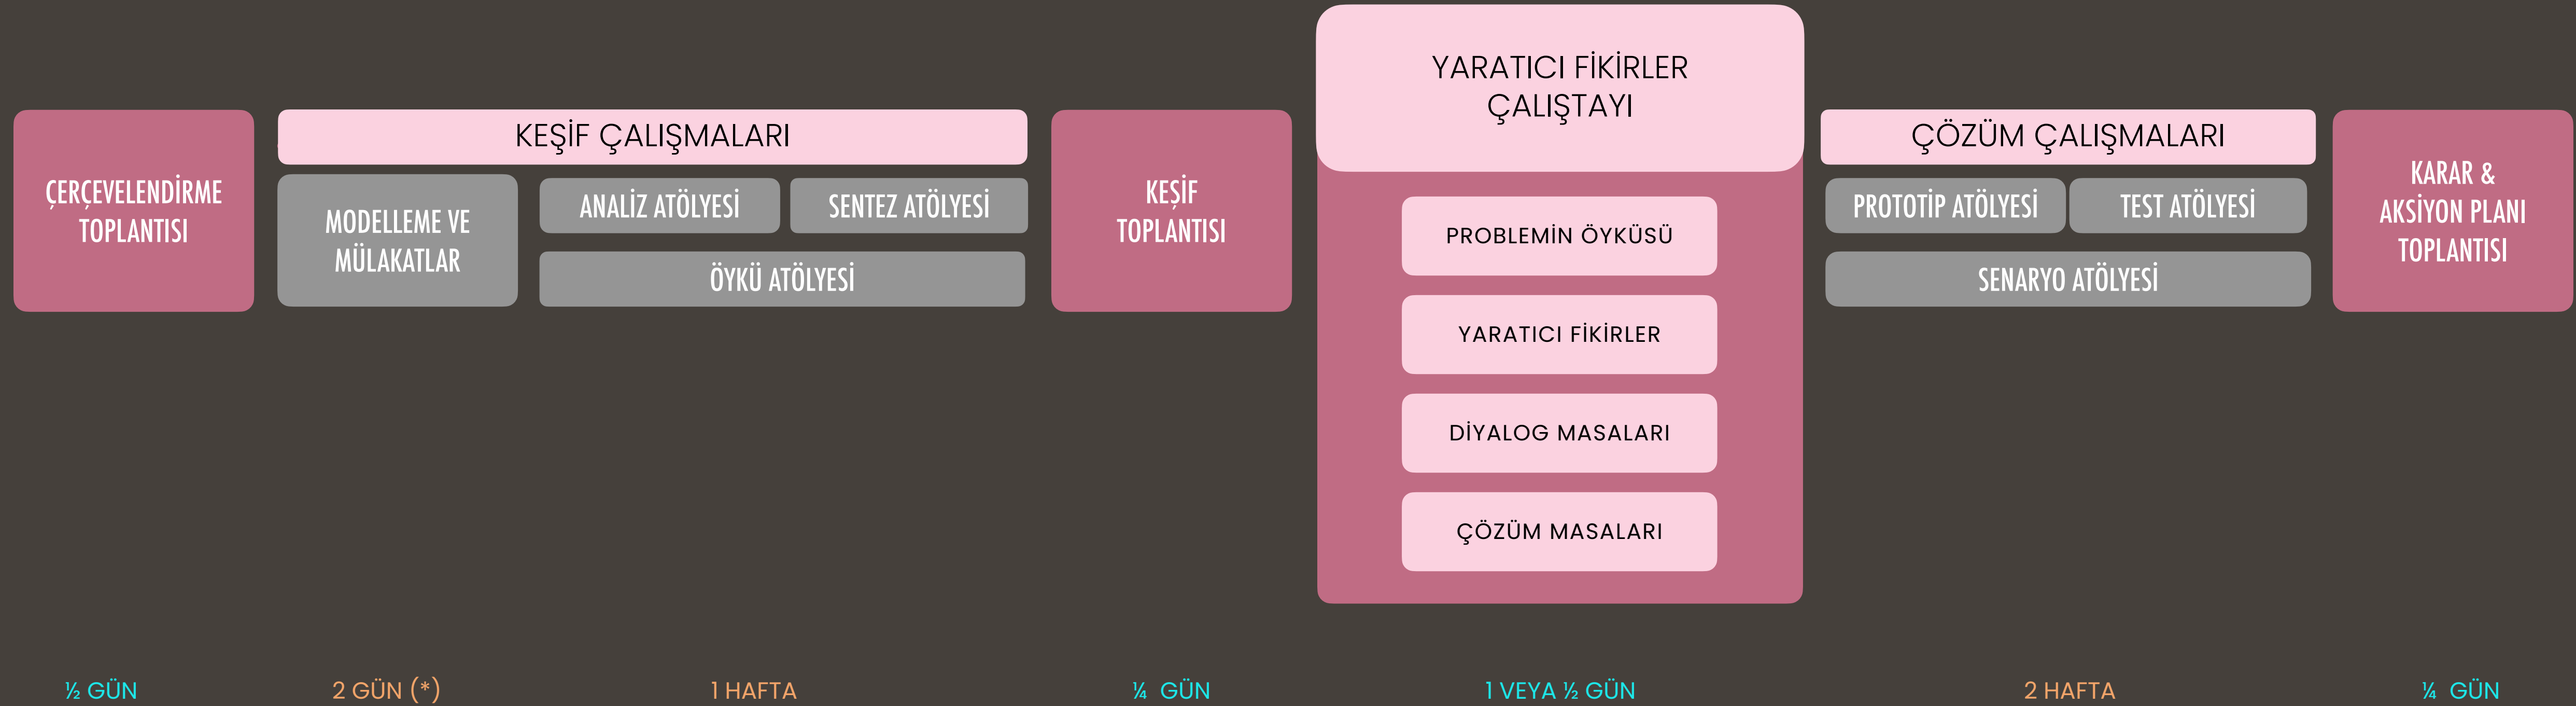 ÇERÇEVELENDİRME
TOPLANTISI
KEŞİF ÇALIŞMALARI
MODELLEME VE
MÜLAKATLAR
ANALİZ ATÖLYESİ
SENTEZ ATÖLYESİ
ÖYKÜ ATÖLYESİ
KEŞİF
TOPLANTISI
YARATICI FİKİRLER
ÇALIŞTAYI
PROBLEMİN ÖYKÜSÜ
YARATICI FİKİRLER
DİYALOG MASALARI
ÇÖZÜM MASALARI
ÇÖZÜM ÇALIŞMALARI
PROTOTİP ATÖLYESİ
TEST ATÖLYESİ
SENARYO ATÖLYESİ
KARAR &
AKSİYON PLANI
TOPLANTISI
½ GÜN
2 GÜN (*)
1 HAFTA
¼ GÜN
1 VEYA ½ GÜN
2 HAFTA
¼ GÜN